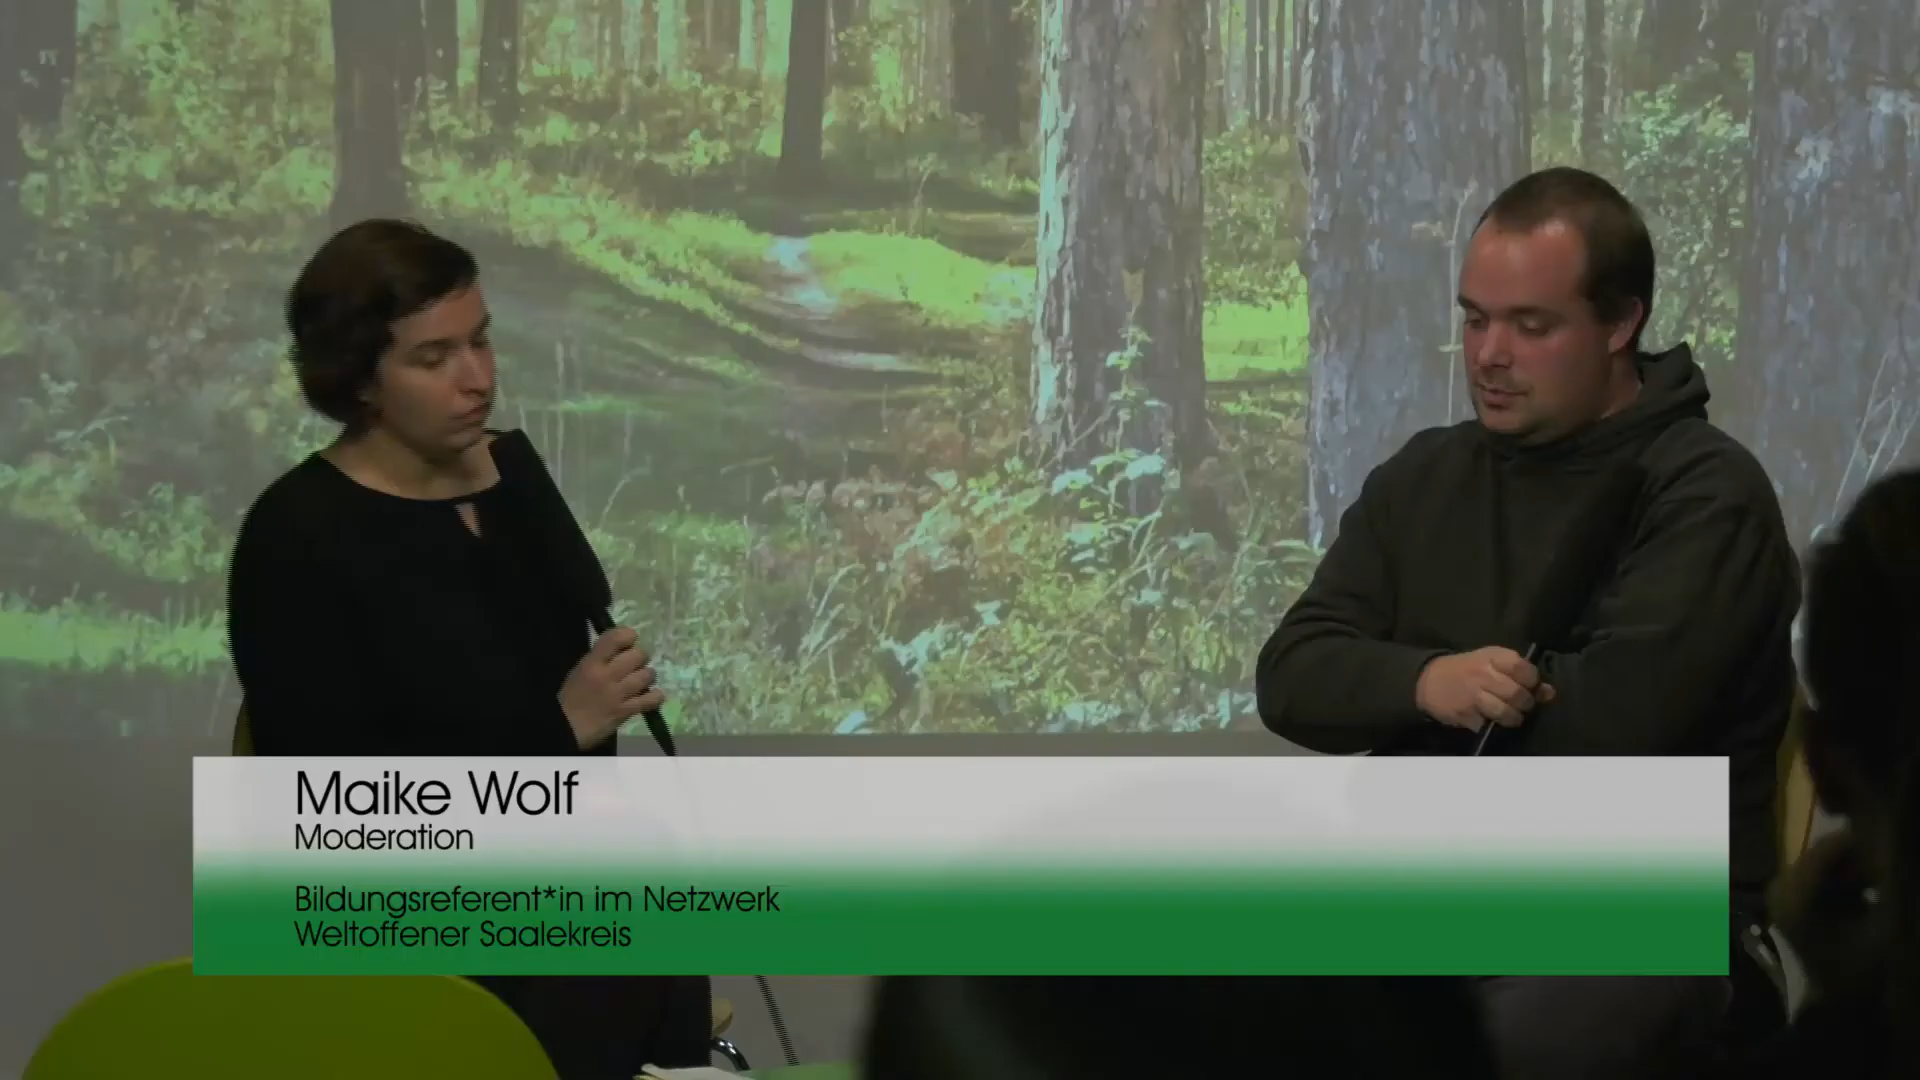 Maike Wolf
Moderation
Bildungsreferent*in im Netzwerk
Weltoffener Saalekreis